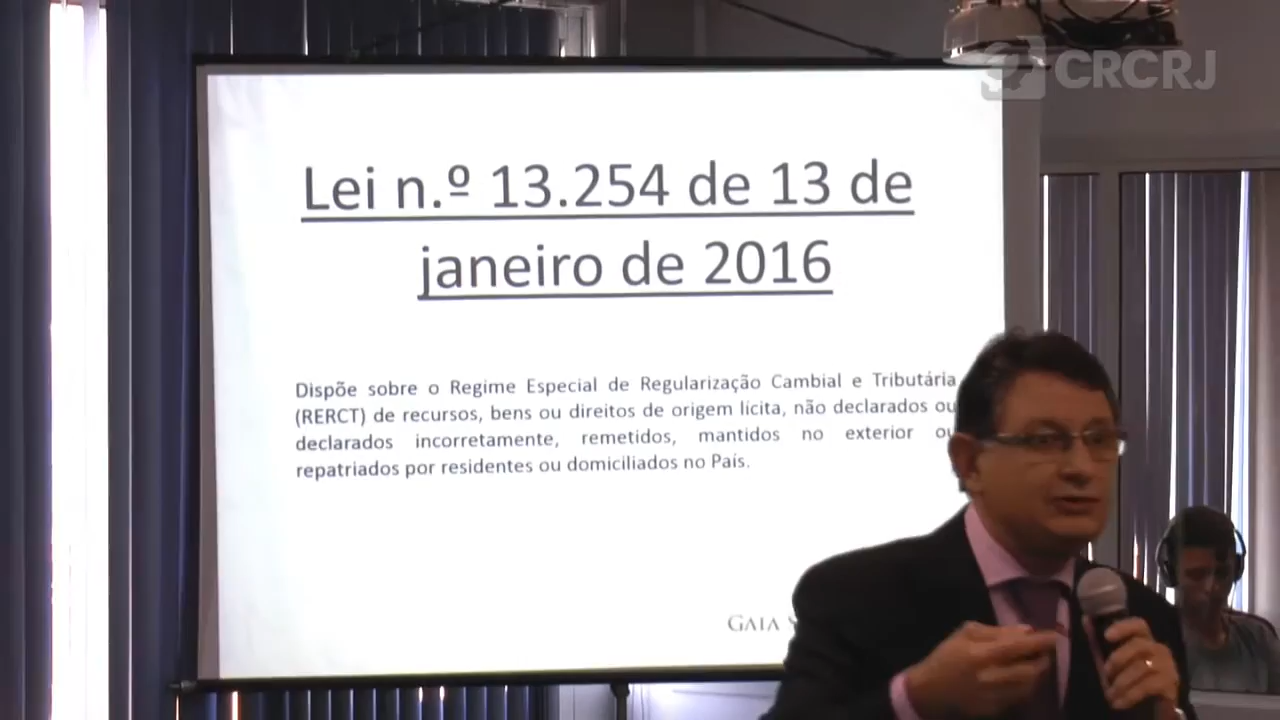 CRCRJ
Lei n.º 13.254 de 13 de
janeiro de 2016
Dispõe sobre o Regime Especial de Regularização Cambial e Tributária
(RERCT) de recursos, bens ou direitos de origem lícita, não declarados ou
declarados incorretamente, remetidos, mantidos no exterior ou
repatriados por residentes ou domiciliados no País.
GAIA